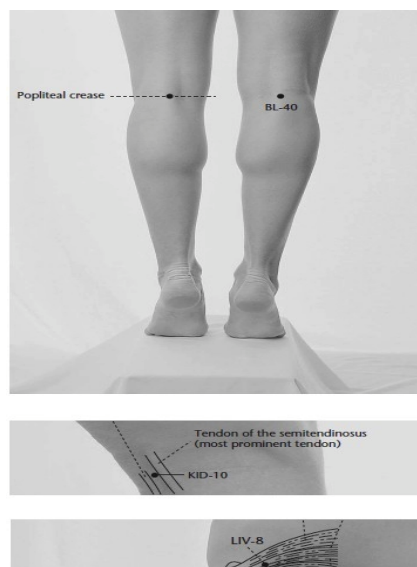 Popliteal crease
BL-40
Tendon of the semitendinosus
(most prominent tendon)
KID-10
LIV-8